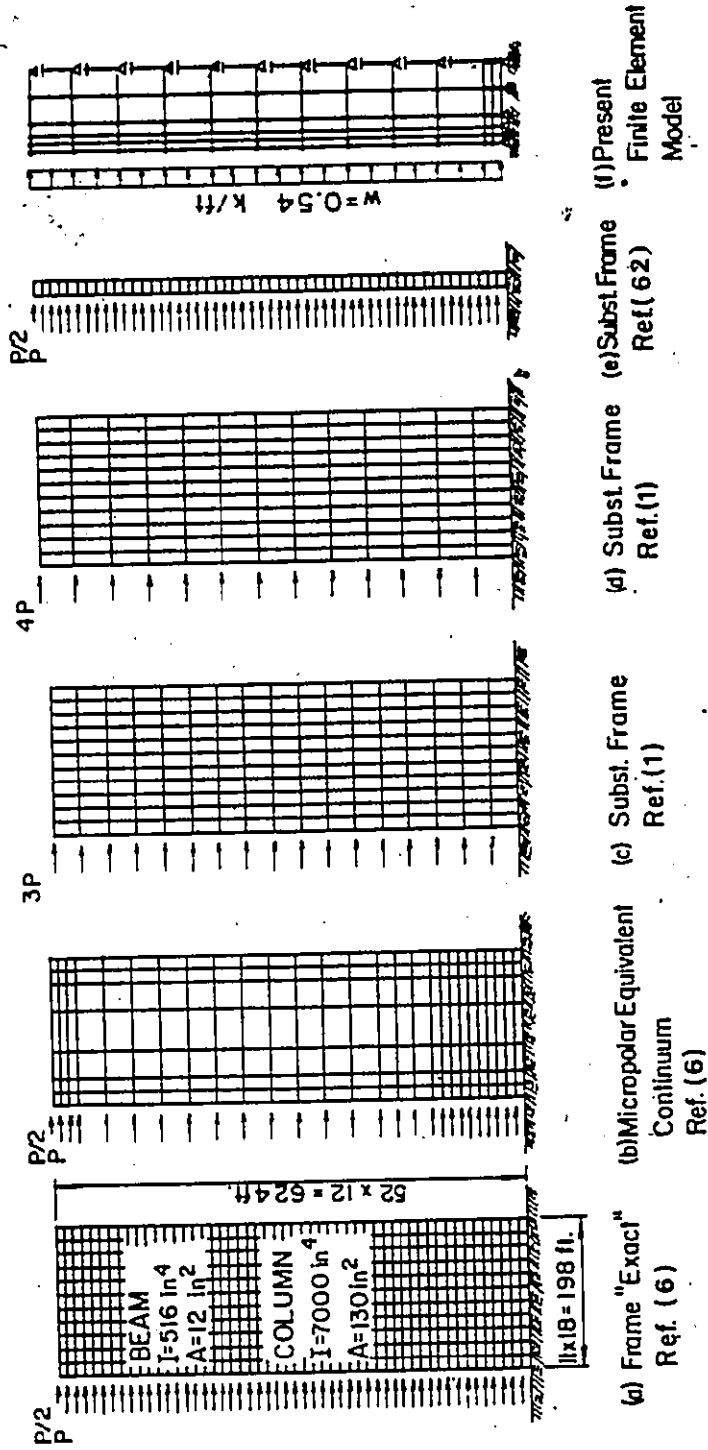 P/2
P
BEAM
I=516 in⁴
A=12 in²
COLUMN
I=7000 in⁴
A=130 in²
52 x 12 = 624 ft.
11x18 = 198 ft.
(a) Frame "Exact"
Ref. (6)
P/2
P
(b) Micropolar Equivalent
Continuum
Ref. (6)
3P
(c) Subst. Frame
Ref. (1)
4P
(d) Subst. Frame
Ref. (1)
P/2
P
(e) Subst. Frame
Ref. (62)
w=0.54 k/ft
(f) Present
Finite Element
Model